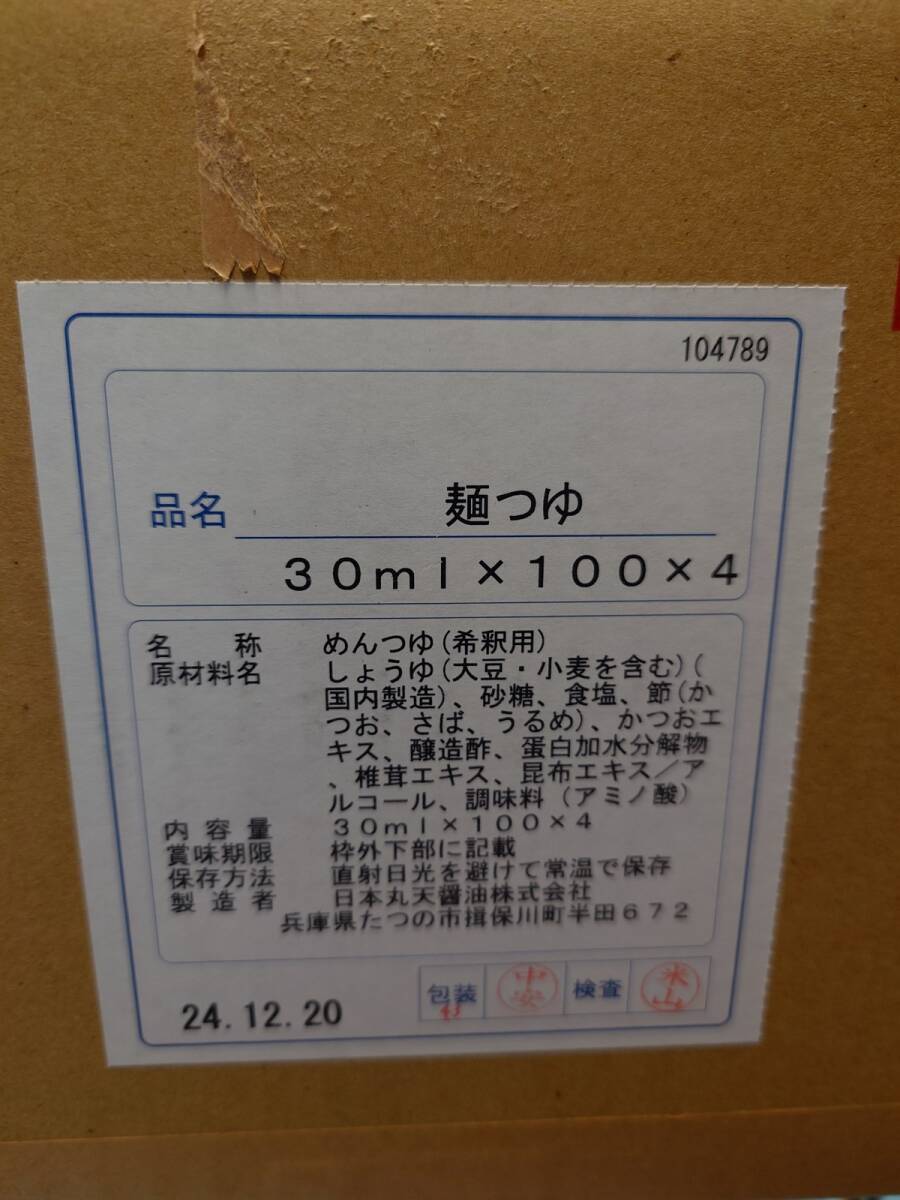 104789
品名 麺つゆ
３０ｍｌ×１００×４
名称 めんつゆ(希釈用)
原材料名 しょうゆ(大豆・小麦を含む)(
国内製造)、砂糖、食塩、節(か
つお、さば、うるめ)、かつおエ
キス、醸造酢、蛋白加水分解物
、椎茸エキス、昆布エキス／ア
ルコール、調味料（アミノ酸）
内容量 ３０ｍｌ×１００×４
賞味期限 枠外下部に記載
保存方法 直射日光を避けて常温で保存
製造者 日本丸天醤油株式会社
兵庫県たつの市揖保川町半田６７２
24.12.20 包装 中安 検査 米山